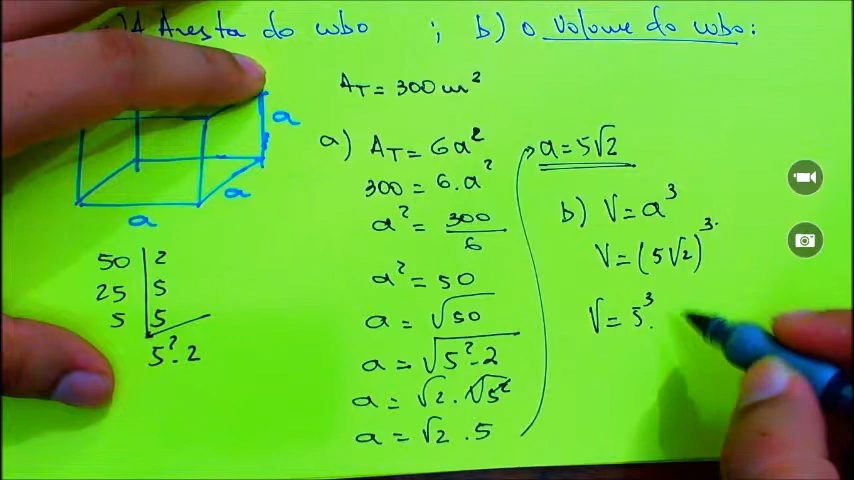 A Aresta do cubo ; b) o volume do cubo:
A_T = 300 m²
a
a
a
50 | 2
25 | 5
5 | 5
5² . 2
a) A_T = 6a²
300 = 6 . a²
a² = 300/6
a² = 50
a = √50
a = √5² . 2
a = √2 . √5²
a = √2 . 5
a = 5√2
b) V = a³
V = (5√2)³
V = 5³ .